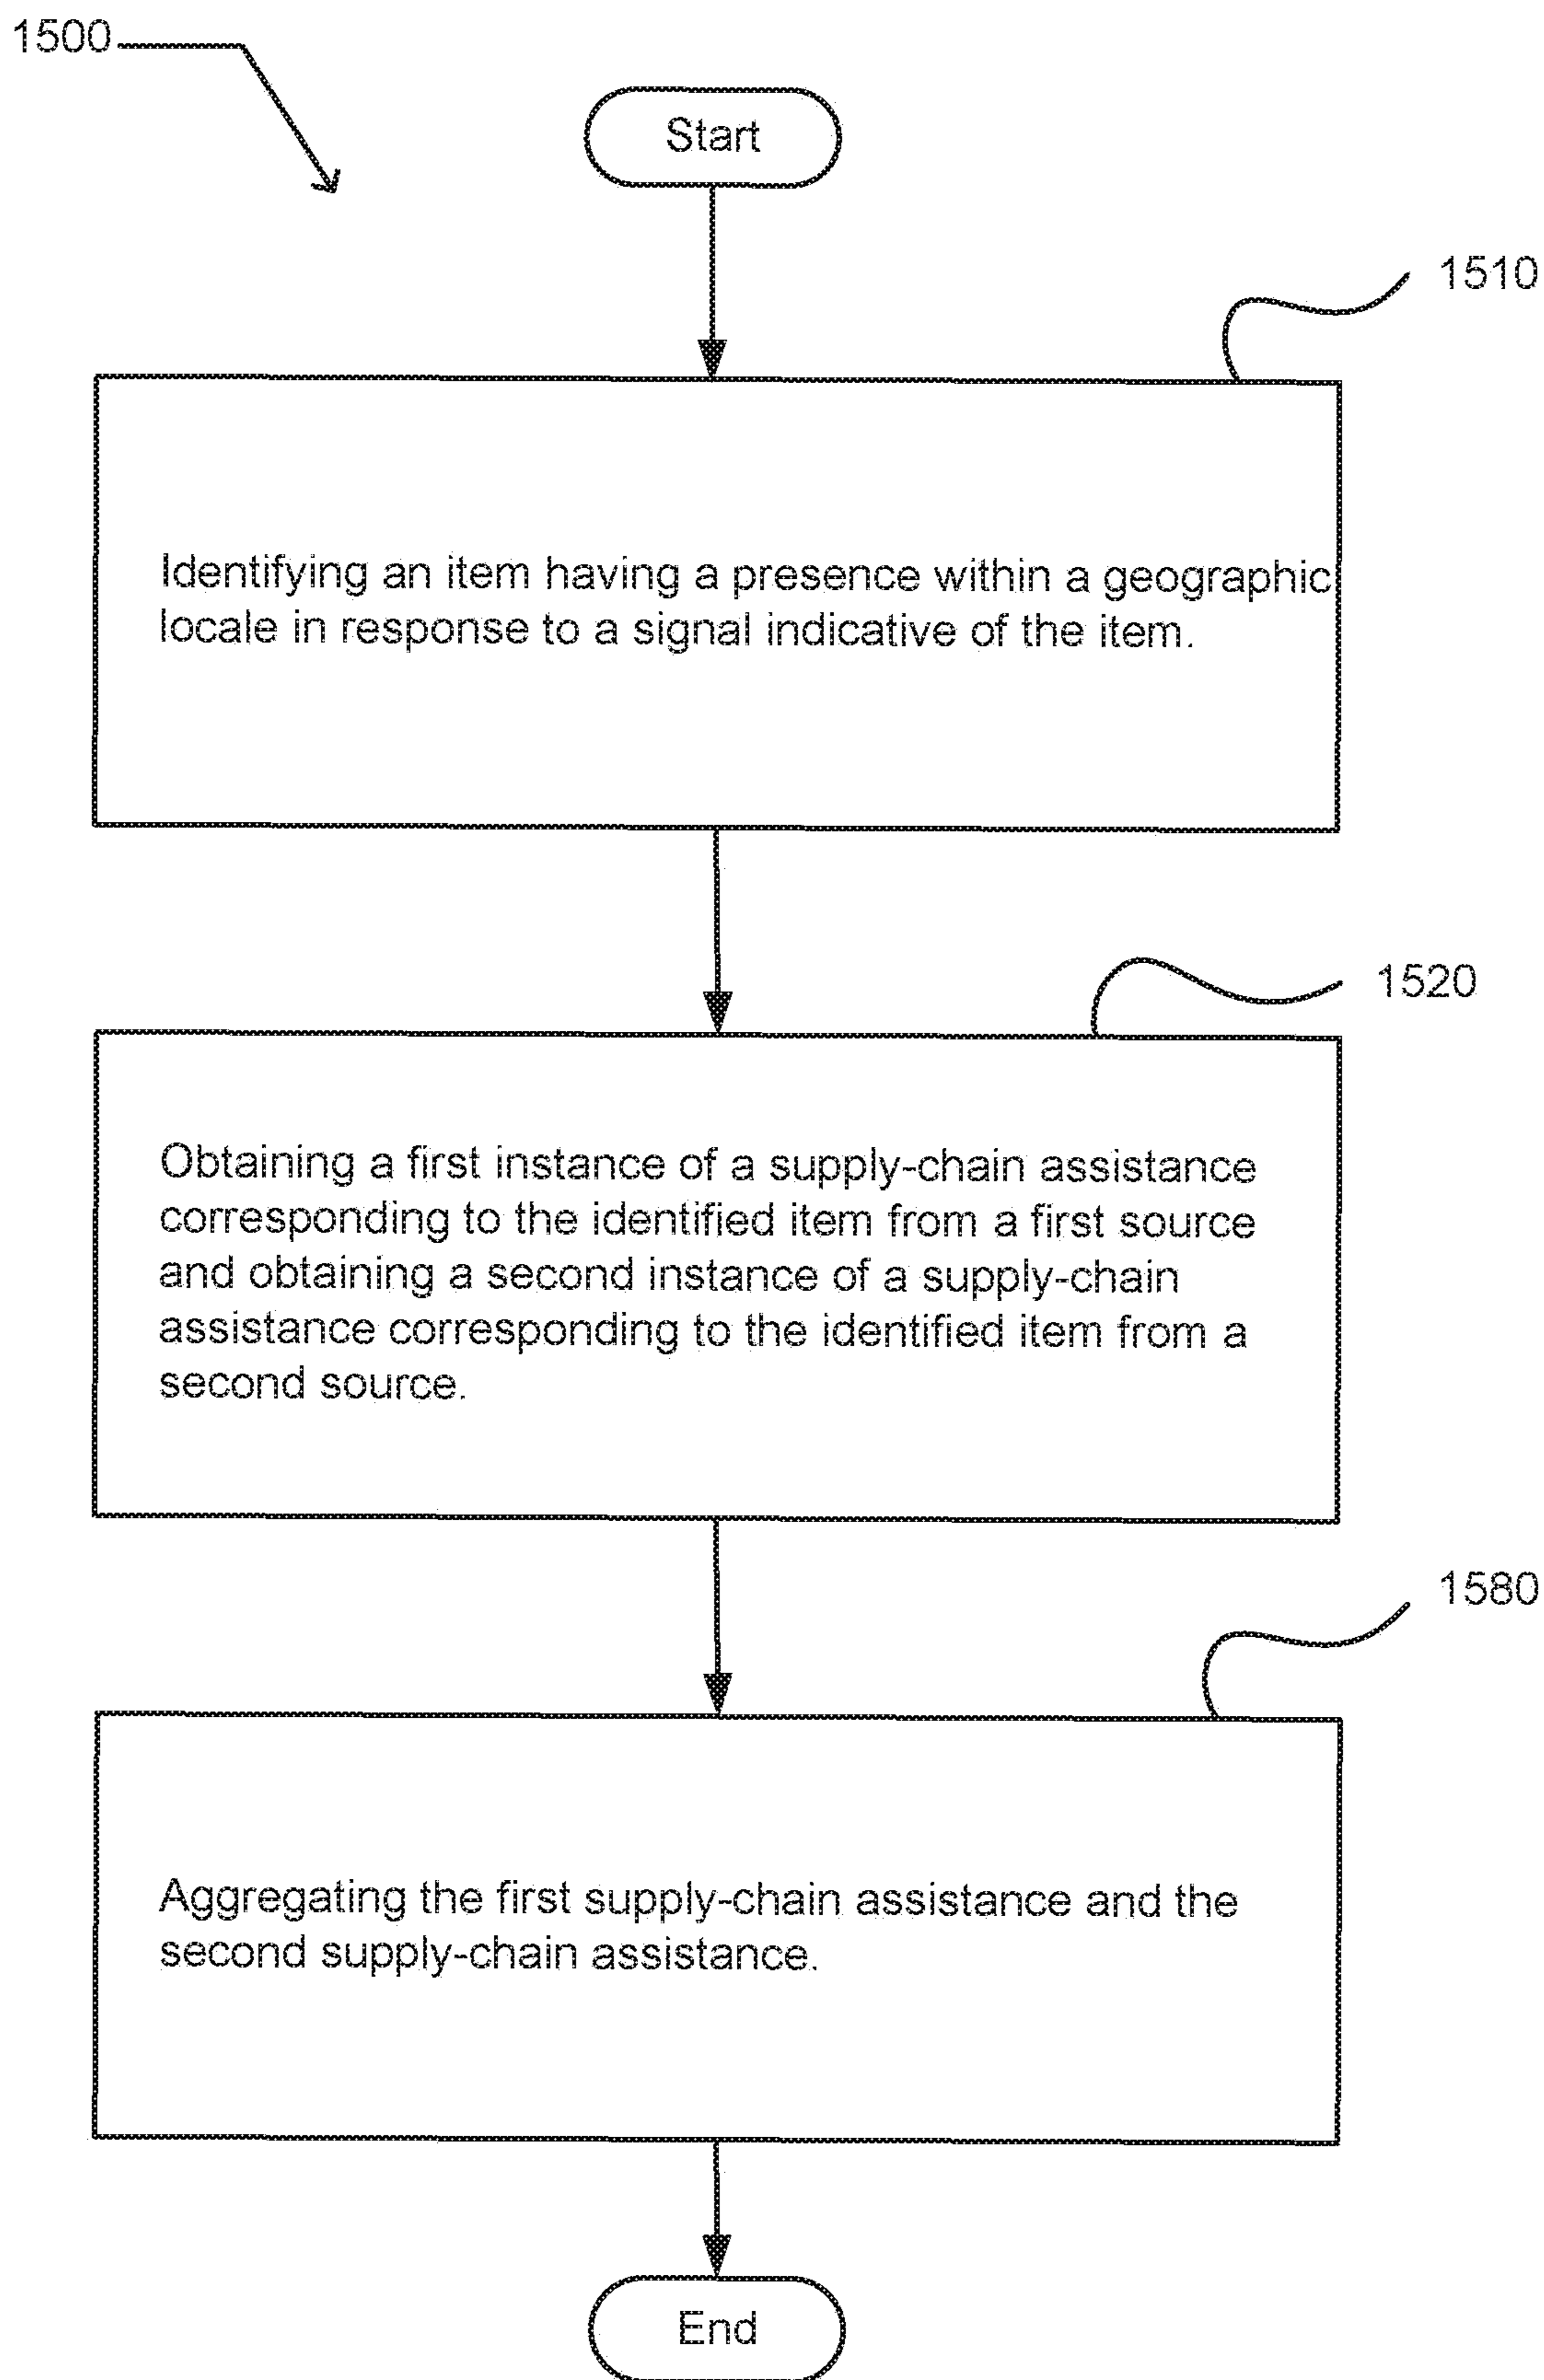 1500
Start
1510
Identifying an item having a presence within a geographic
locale in response to a signal indicative of the item.
1520
Obtaining a first instance of a supply-chain assistance
corresponding to the identified item from a first source
and obtaining a second instance of a supply-chain
assistance corresponding to the identified item from a
second source.
1580
Aggregating the first supply-chain assistance and the
second supply-chain assistance.
End